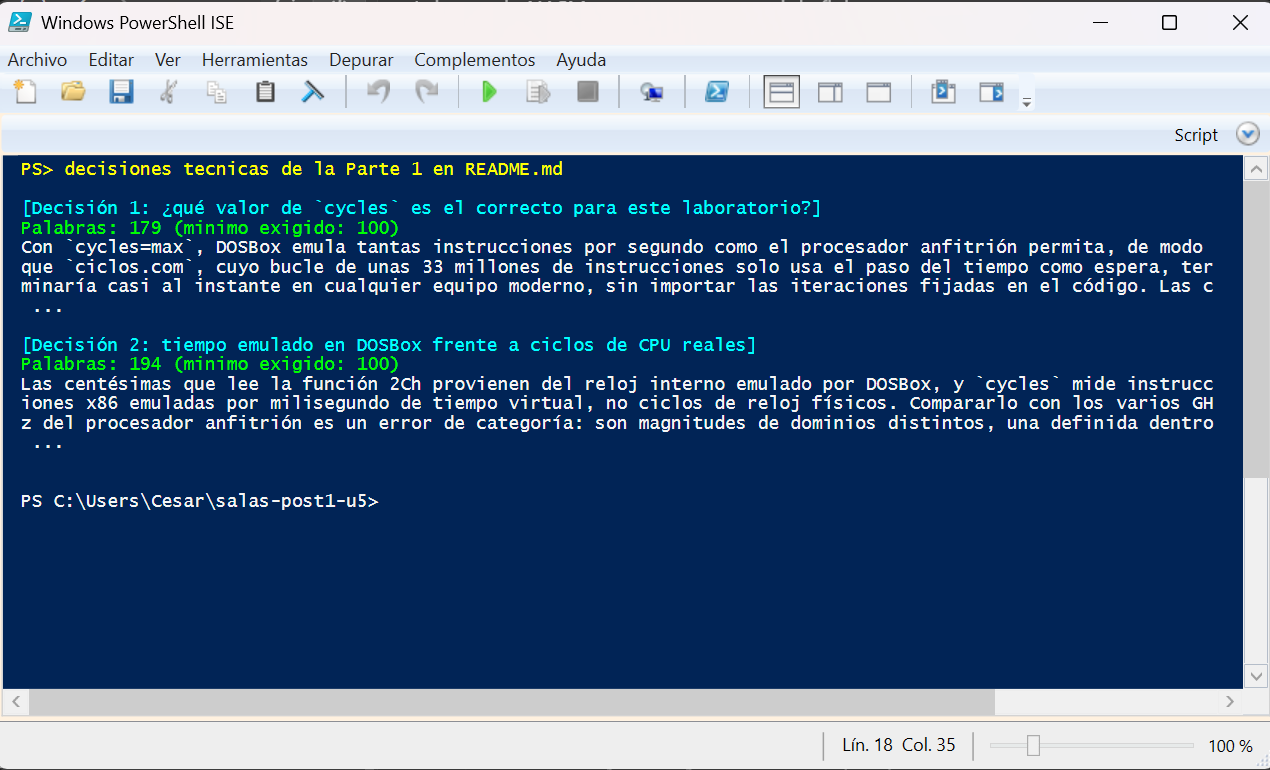 Windows PowerShell ISE
Archivo Editar Ver Herramientas Depurar Complementos Ayuda
Script
PS> decisiones tecnicas de la Parte 1 en README.md
[Decisión 1: ¿qué valor de `cycles` es el correcto para este laboratorio?]
Palabras: 179 (minimo exigido: 100)
Con `cycles=max`, DOSBox emula tantas instrucciones por segundo como el procesador anfitrión permita, de modo
que `ciclos.com`, cuyo bucle de unas 33 millones de instrucciones solo usa el paso del tiempo como espera, ter
minaría casi al instante en cualquier equipo moderno, sin importar las iteraciones fijadas en el código. Las c
...
[Decisión 2: tiempo emulado en DOSBox frente a ciclos de CPU reales]
Palabras: 194 (minimo exigido: 100)
Las centésimas que lee la función 2Ch provienen del reloj interno emulado por DOSBox, y `cycles` mide instrucc
iones x86 emuladas por milisegundo de tiempo virtual, no ciclos de reloj físicos. Compararlo con los varios GH
z del procesador anfitrión es un error de categoría: son magnitudes de dominios distintos, una definida dentro
...
PS C:\Users\Cesar\salas-post1-u5>
Lín. 18 Col. 35
100 %